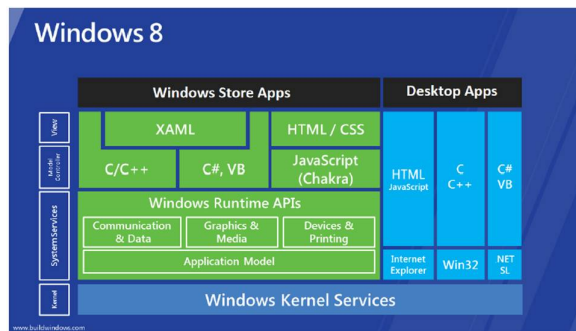 Windows 8
Windows Store Apps
Desktop Apps
View
XAML
HTML / CSS
Model
Controller
C/C++
C#, VB
JavaScript
(Chakra)
HTML
JavaScript
C
C++
C#
VB
System Services
Windows Runtime APIs
Communication
& Data
Graphics &
Media
Devices &
Printing
Application Model
Internet
Explorer
Win32
.NET
SL
Kernel
Windows Kernel Services
www.buildwindows.com